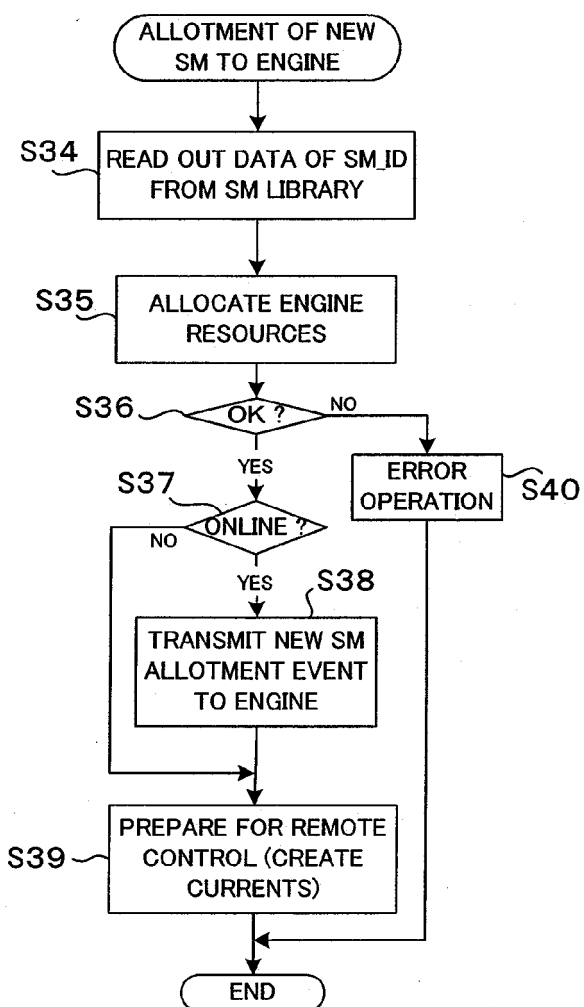 ALLOTMENT OF NEW
SM TO ENGINE
S34
READ OUT DATA OF SM_ID
FROM SM LIBRARY
S35
ALLOCATE ENGINE
RESOURCES
S36
OK ?
NO
YES
ERROR
OPERATION
S40
S37
ONLINE ?
NO
YES
S38
TRANSMIT NEW SM
ALLOTMENT EVENT
TO ENGINE
S39
PREPARE FOR REMOTE
CONTROL (CREATE
CURRENTS)
END